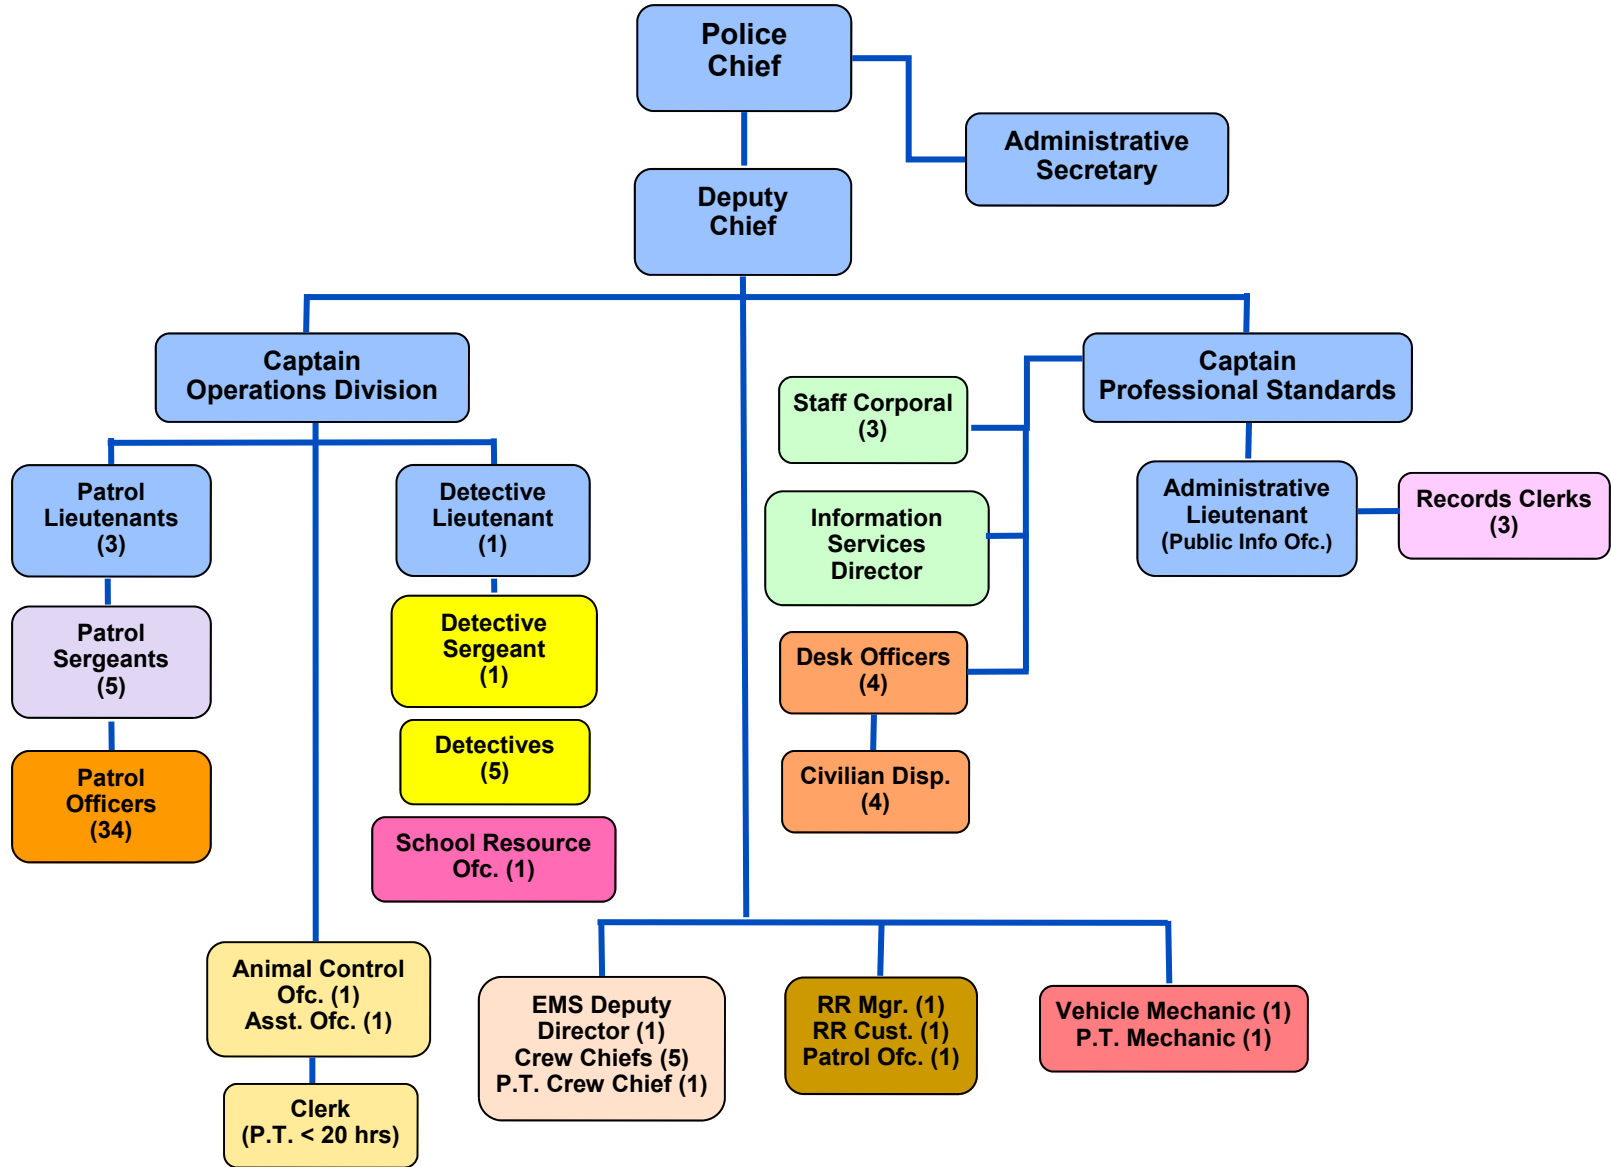 Police
Chief
Administrative
Secretary
Deputy
Chief
Captain
Operations Division
Captain
Professional Standards
Staff Corporal
(3)
Patrol
Lieutenants
(3)
Detective
Lieutenant
(1)
Information
Services
Director
Administrative
Lieutenant
(Public Info Ofc.)
Records Clerks
(3)
Patrol
Sergeants
(5)
Detective
Sergeant
(1)
Desk Officers
(4)
Detectives
(5)
Patrol
Officers
(34)
Civilian Disp.
(4)
School Resource
Ofc. (1)
Animal Control
Ofc. (1)
Asst. Ofc. (1)
EMS Deputy
Director (1)
Crew Chiefs (5)
P.T. Crew Chief (1)
RR Mgr. (1)
RR Cust. (1)
Patrol Ofc. (1)
Vehicle Mechanic (1)
P.T. Mechanic (1)
Clerk
(P.T. < 20 hrs)